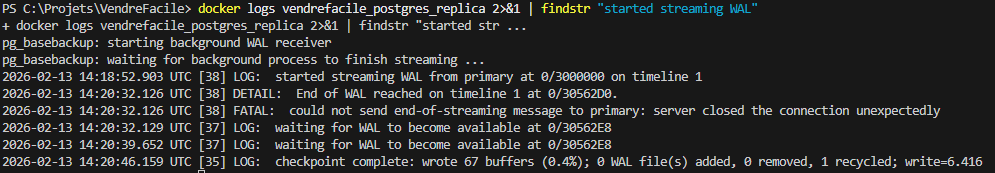 PS C:\Projets\VendreFacile> docker logs vendrefacile_postgres_replica 2>&1 | findstr "started streaming WAL"
+ docker logs vendrefacile_postgres_replica 2>&1 | findstr "started str ...
pg_basebackup: starting background WAL receiver
pg_basebackup: waiting for background process to finish streaming ...
2026-02-13 14:18:52.903 UTC [38] LOG:  started streaming WAL from primary at 0/3000000 on timeline 1
2026-02-13 14:20:32.126 UTC [38] DETAIL:  End of WAL reached on timeline 1 at 0/30562D0.
2026-02-13 14:20:32.126 UTC [38] FATAL:  could not send end-of-streaming message to primary: server closed the connection unexpectedly
2026-02-13 14:20:32.129 UTC [37] LOG:  waiting for WAL to become available at 0/30562E8
2026-02-13 14:20:39.652 UTC [37] LOG:  waiting for WAL to become available at 0/30562E8
2026-02-13 14:20:46.159 UTC [35] LOG:  checkpoint complete: wrote 67 buffers (0.4%); 0 WAL file(s) added, 0 removed, 1 recycled; write=6.416